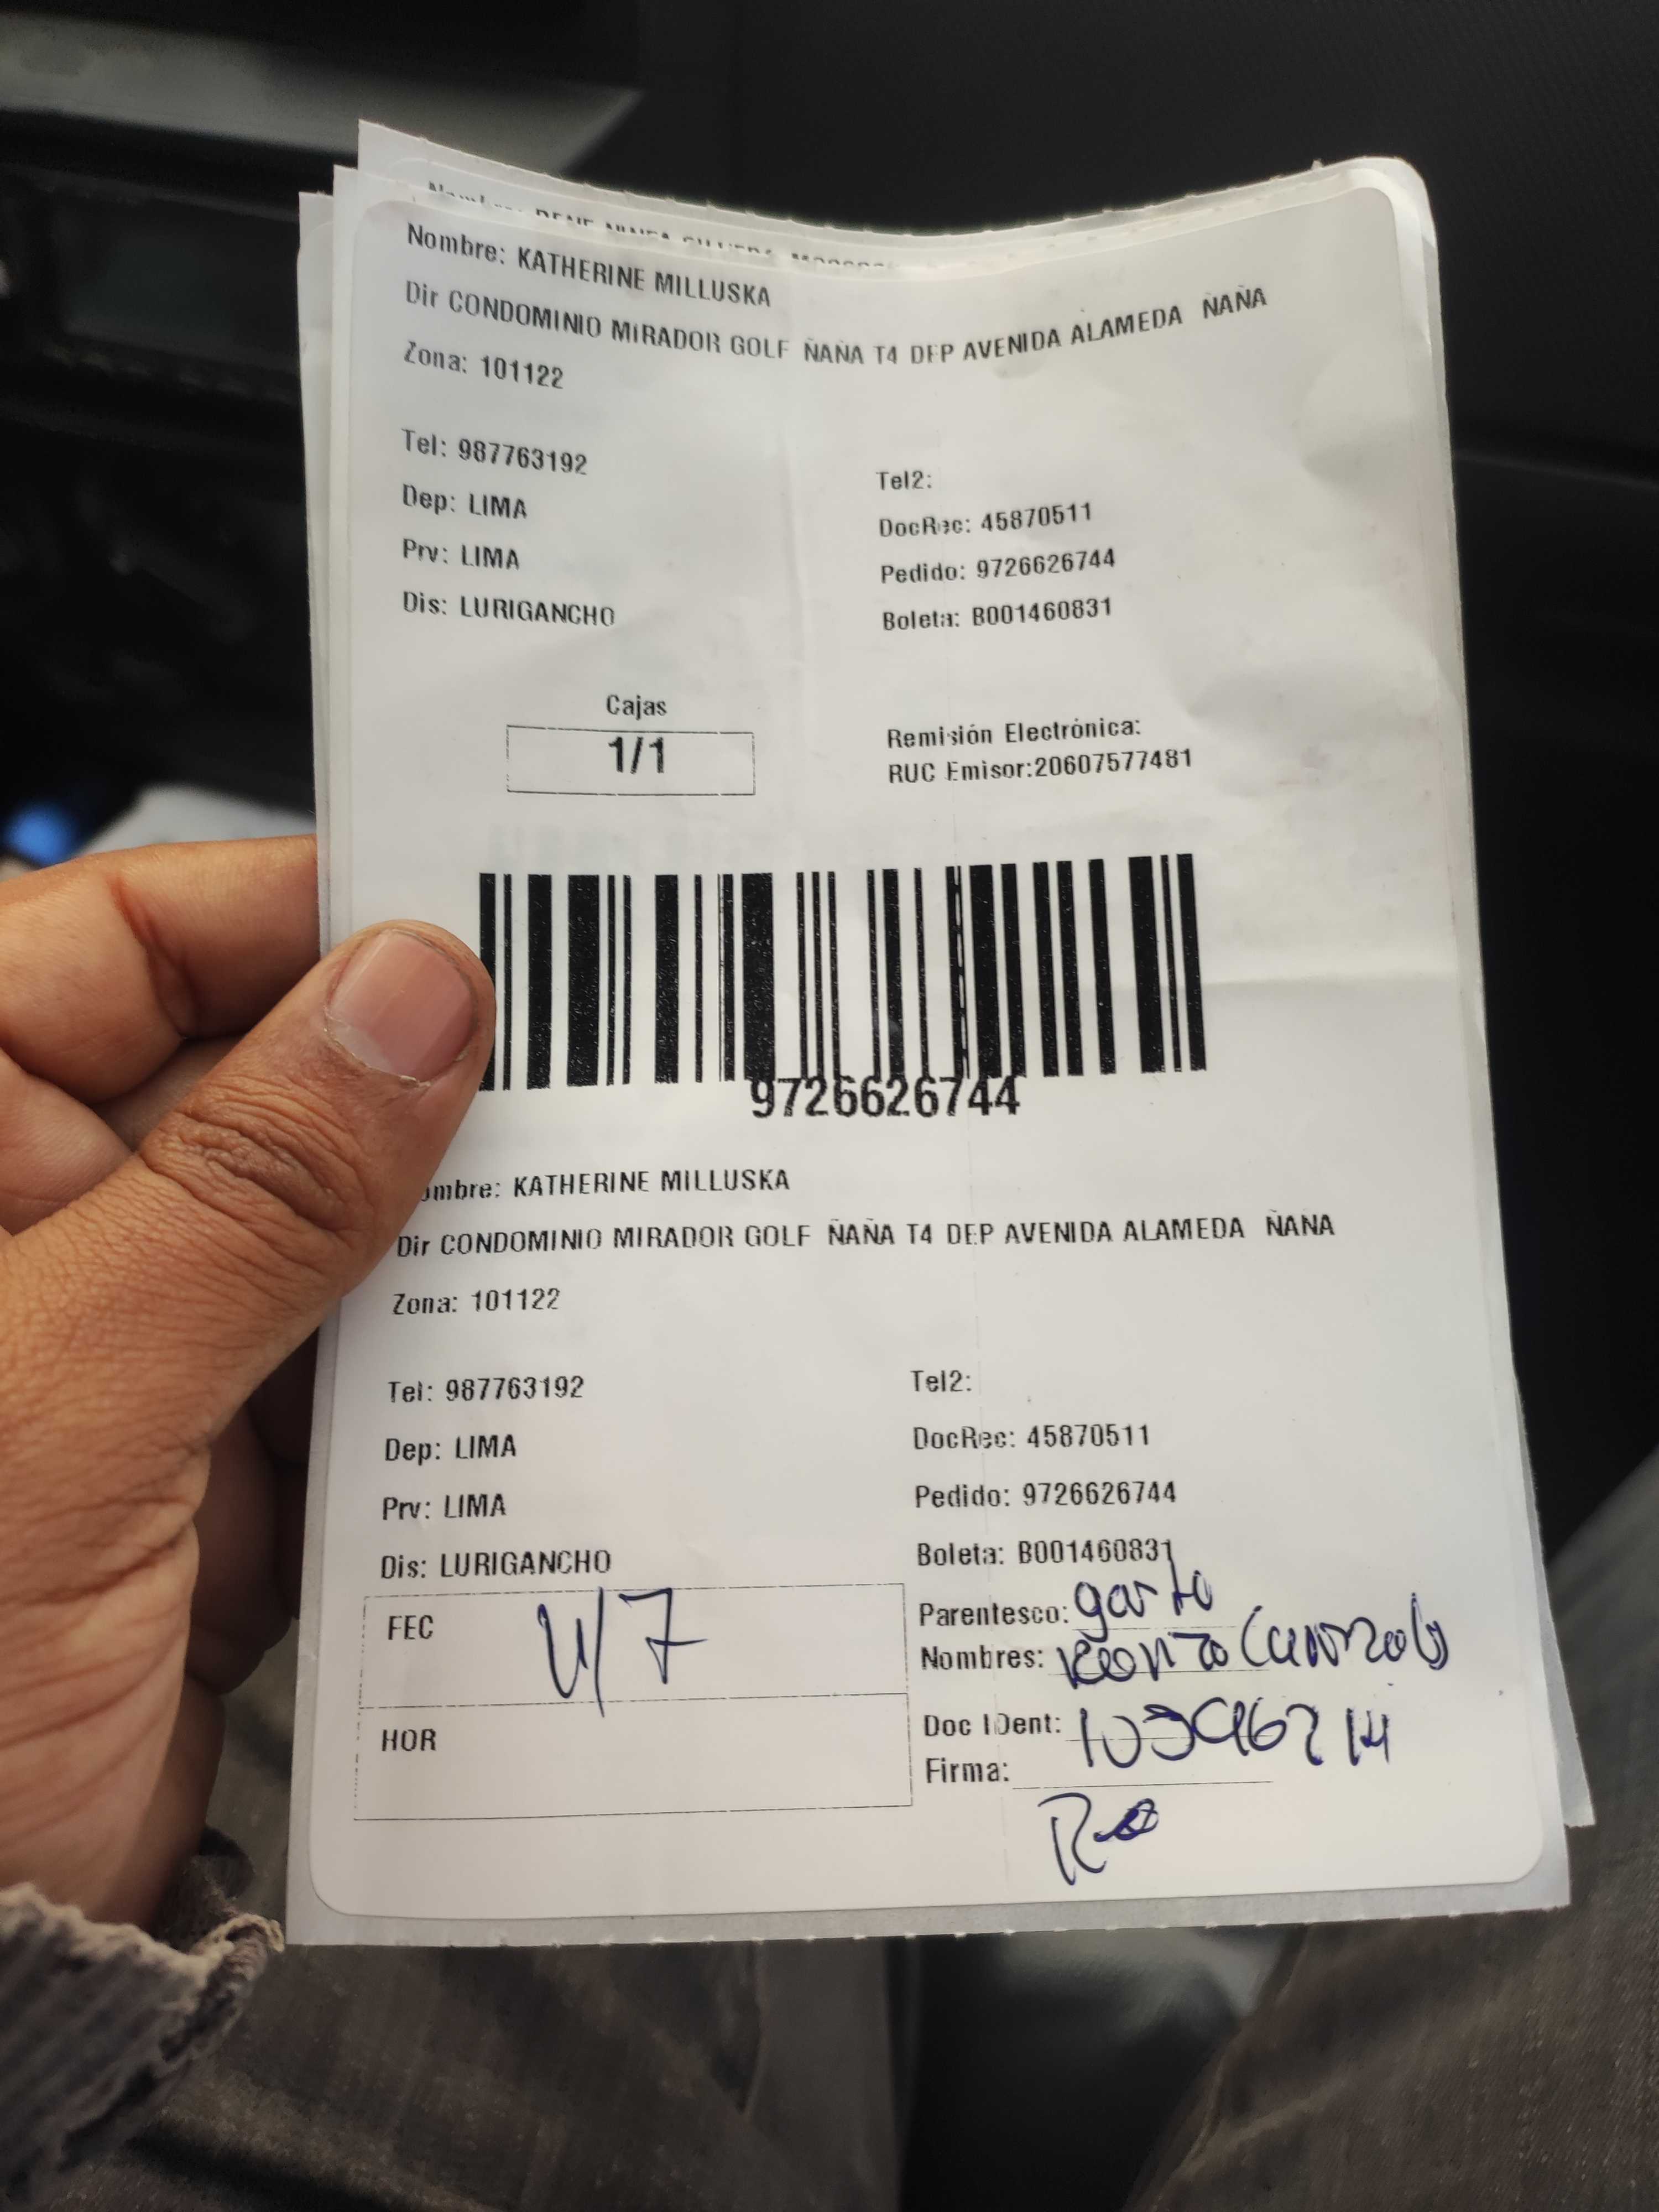 Nombre: KATHERINE MILLUSKA
Dir CONDOMINIO MIRADOR GOLF ÑAÑA T4 DEP AVENIDA ALAMEDA ÑAÑA
Zona: 101122
Tel: 987763192
Tel2:
Dep: LIMA
DocRec: 45870511
Prv: LIMA
Pedido: 9726626744
Dis: LURIGANCHO
Boleta: B001460831
Cajas
1/1
Remisión Electrónica:
RUC Emisor:20607577481
9726626744
ombre: KATHERINE MILLUSKA
Dir CONDOMINIO MIRADOR GOLF ÑAÑA T4 DEP AVENIDA ALAMEDA ÑAÑA
Zona: 101122
Tel: 987763192
Tel2:
Dep: LIMA
DocRec: 45870511
Prv: LIMA
Pedido: 9726626744
Dis: LURIGANCHO
Boleta: B001460831
FEC
Parentesco:
Nombres:
HOR
Doc IDent:
Firma: